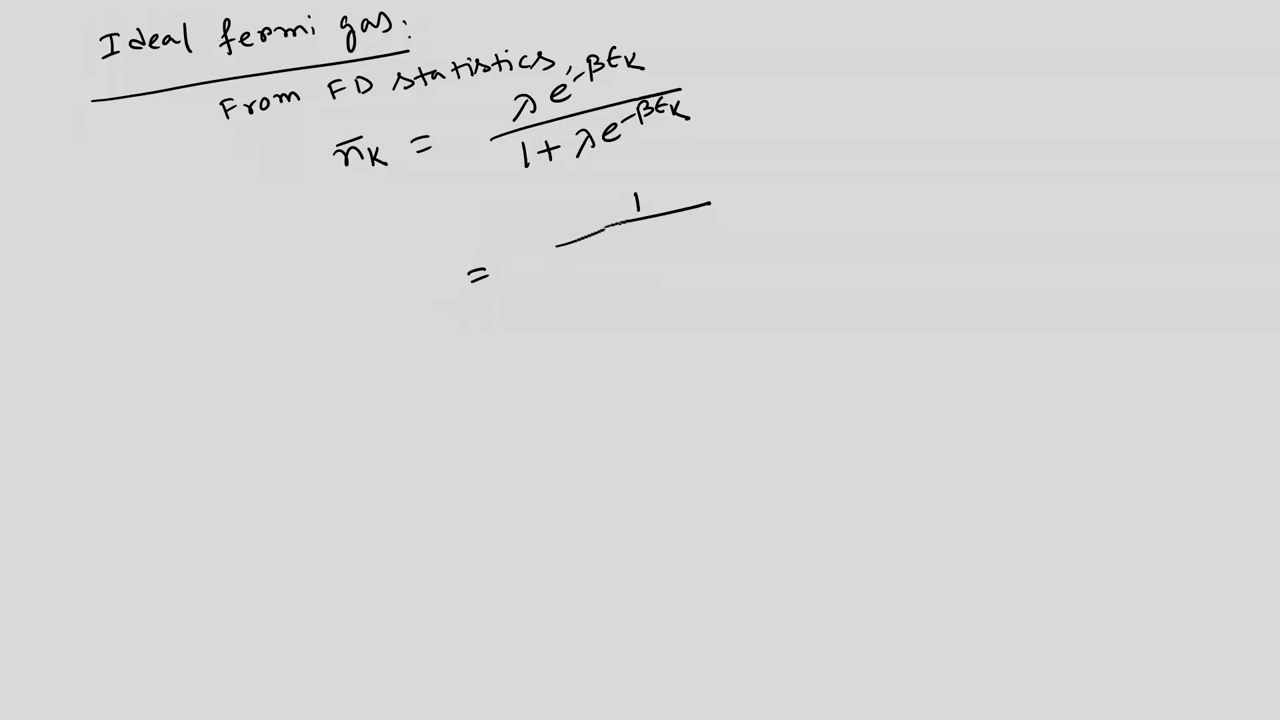 Ideal fermi gas:
From FD statistics,
n̄_K = λe^{-βϵ_K} / (1 + λe^{-βϵ_K})
= 1 /